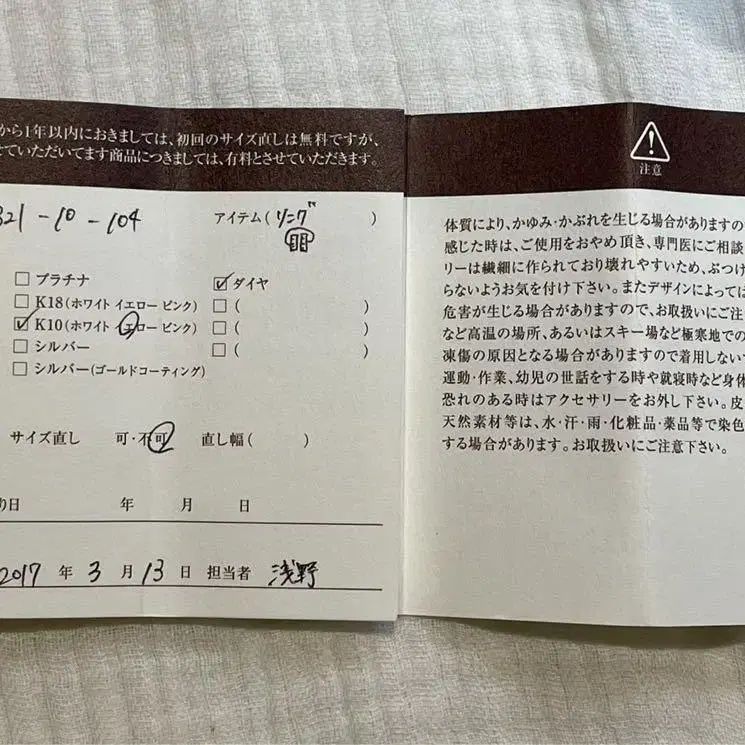 から1年以内におきましては、初回のサイズ直しは無料ですが、
せていただいてます商品につきましては、有料とさせていただきます。
321-10-104 アイテム( リング )
□ プラチナ ☑ ダイヤ
□ K18(ホワイト イエロー ピンク) □ ( )
☑ K10(ホワイト イエロー ピンク) □ ( )
□ シルバー □ ( )
□ シルバー(ゴールドコーティング)
サイズ直し 可・不可 直し幅( )
り日 年 月 日
2017 年 3 月 13 日 担当者 浅野
注意
体質により、かゆみ・かぶれを生じる場合がありますの
感じた時は、ご使用をおやめ頂き、専門医にご相談
リーは繊細に作られており壊れやすいため、ぶつけ
らないようお気を付け下さい。またデザインによっては
危害が生じる場合がありますので、お取扱いにご注
など高温の場所、あるいはスキー場など極寒地での
凍傷の原因となる場合がありますので着用しない
運動・作業、幼児の世話をする時や就寝時など身体
恐れのある時はアクセサリーをお外し下さい。皮
天然素材等は、水・汗・雨・化粧品・薬品等で染色
する場合があります。お取扱いにご注意下さい。